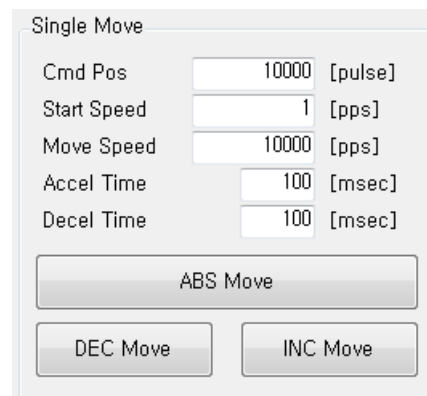 Single Move
Cmd Pos 10000 [pulse]
Start Speed 1 [pps]
Move Speed 10000 [pps]
Accel Time 100 [msec]
Decel Time 100 [msec]
ABS Move
DEC Move INC Move